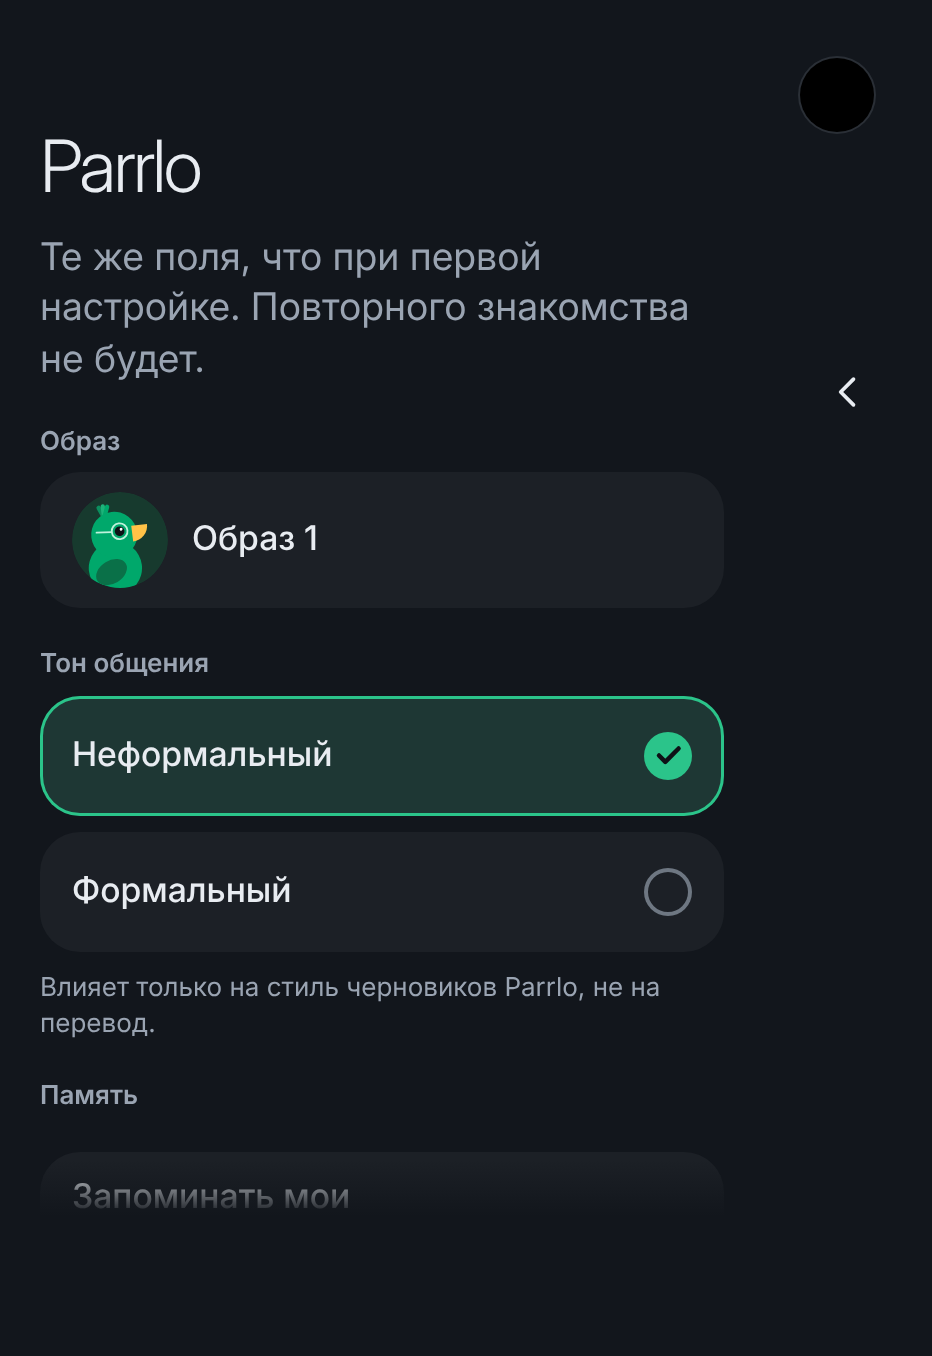 Parrlo
Те же поля, что при первой
настройке. Повторного знакомства
не будет.
Образ
Образ 1
Тон общения
Неформальный
Формальный
Влияет только на стиль черновиков Parrlo, не на
перевод.
Память
Запоминать мои